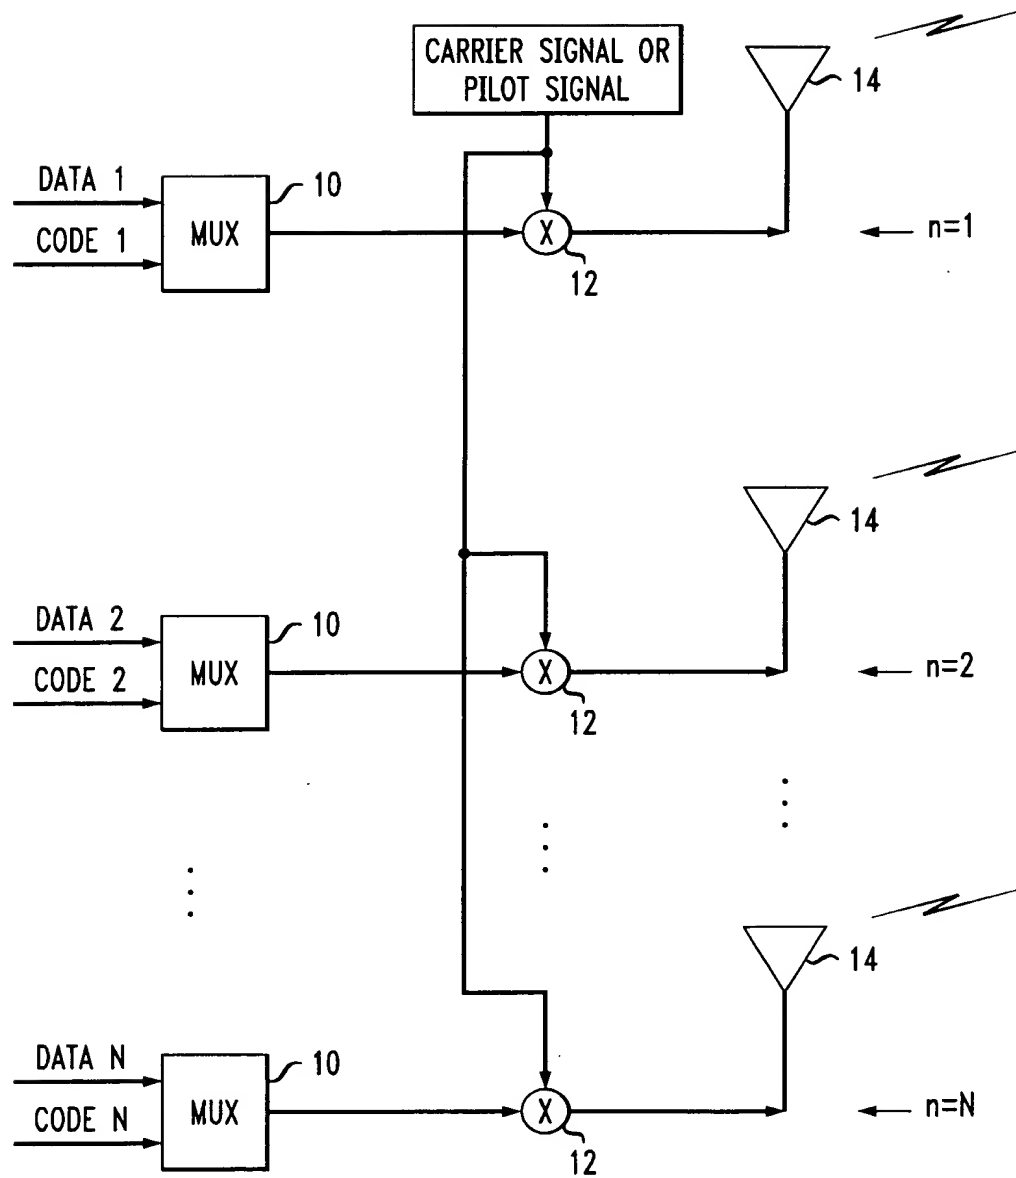 CARRIER SIGNAL OR
PILOT SIGNAL
14
DATA 1
10
MUX
CODE 1
X
12
n=1
14
DATA 2
10
MUX
CODE 2
X
12
n=2
14
DATA N
10
MUX
CODE N
X
12
n=N